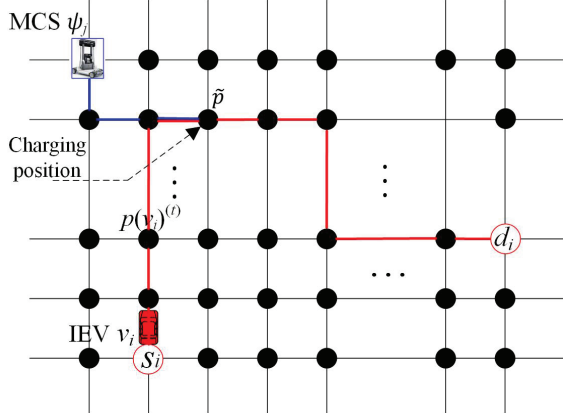 MCS ψj
p̃
Charging
position
p(vi)(t)
di
IEV vi
Si